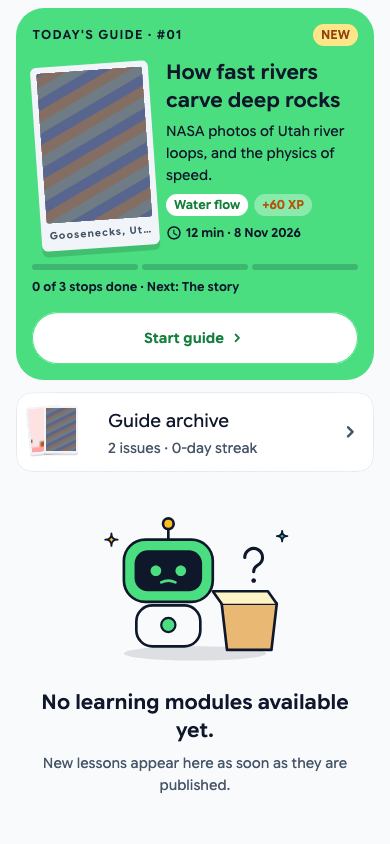 TODAY'S GUIDE · #01
NEW
How fast rivers
carve deep rocks
NASA photos of Utah river
loops, and the physics of
speed.
Water flow
+60 XP
12 min · 8 Nov 2026
Goosenecks, Ut…
0 of 3 stops done · Next: The story
Start guide
Guide archive
2 issues · 0-day streak
?
No learning modules available
yet.
New lessons appear here as soon as they are
published.